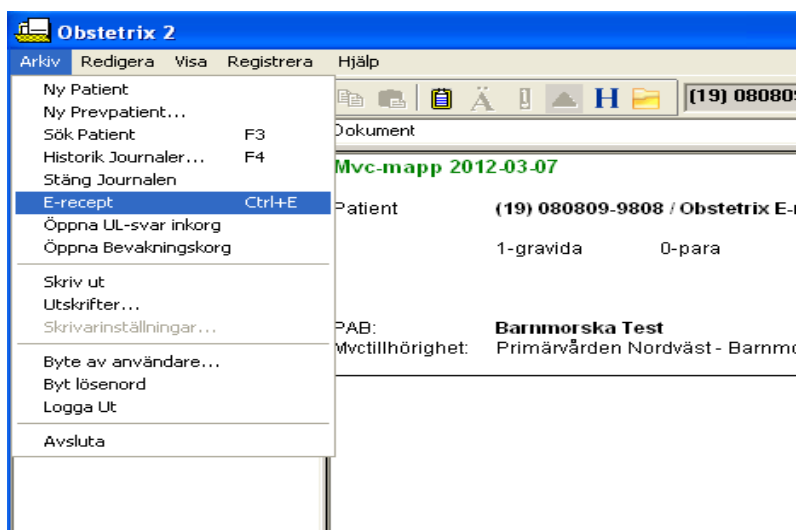 Obstetrix 2
Arkiv Redigera Visa Registrera Hjälp
Ny Patient
Ny Prevpatient...
Sök Patient F3
Historik Journaler... F4
Stäng Journalen
E-recept Ctrl+E
Öppna UL-svar inkorg
Öppna Bevakningskorg
Skriv ut
Utskrifter...
Skrivarinställningar...
Byte av användare...
Byt lösenord
Logga Ut
Avsluta
Ä H (19) 08080
Dokument
Mvc-mapp 2012-03-07
Patient (19) 080809-9808 / Obstetrix E-
1-gravida 0-para
PAB: Barnmorska Test
Mvctillhörighet: Primärvården Nordväst - Barnmo